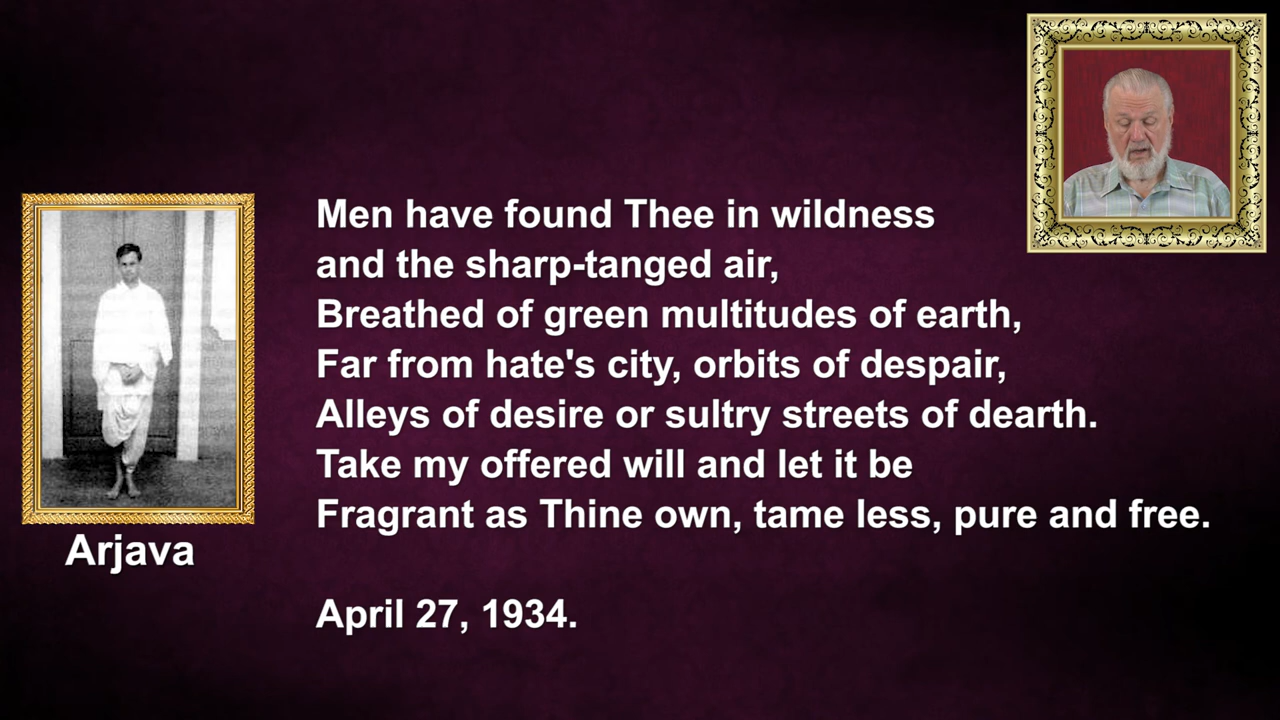 Men have found Thee in wildness
and the sharp-tanged air,
Breathed of green multitudes of earth,
Far from hate's city, orbits of despair,
Alleys of desire or sultry streets of dearth.
Take my offered will and let it be
Fragrant as Thine own, tame less, pure and free.
Arjava
April 27, 1934.